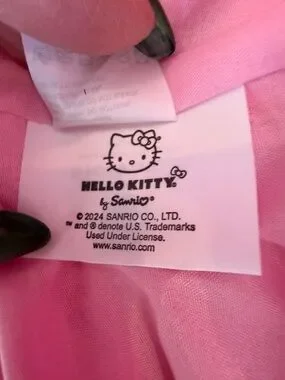 HELLO KITTY®
by Sanrio®
© 2024 SANRIO CO., LTD.
™ and ® denote U.S. Trademarks
Used Under License.
www.sanrio.com